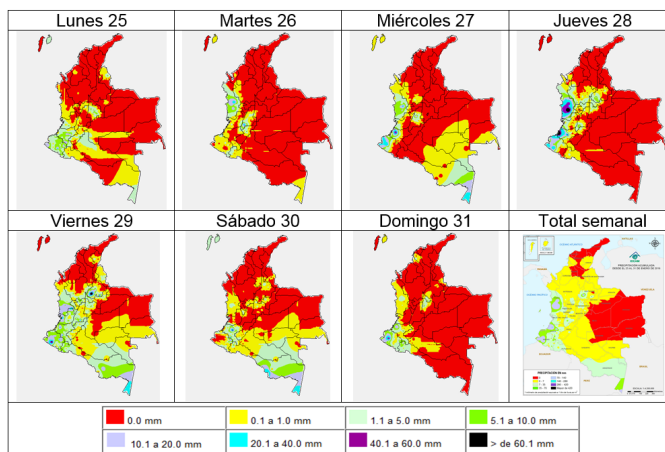 Lunes 25
Martes 26
Miércoles 27
Jueves 28
Viernes 29
Sábado 30
Domingo 31
Total semanal
0.0 mm
0.1 a 1.0 mm
1.1 a 5.0 mm
5.1 a 10.0 mm
10.1 a 20.0 mm
20.1 a 40.0 mm
40.1 a 60.0 mm
> de 60.1 mm